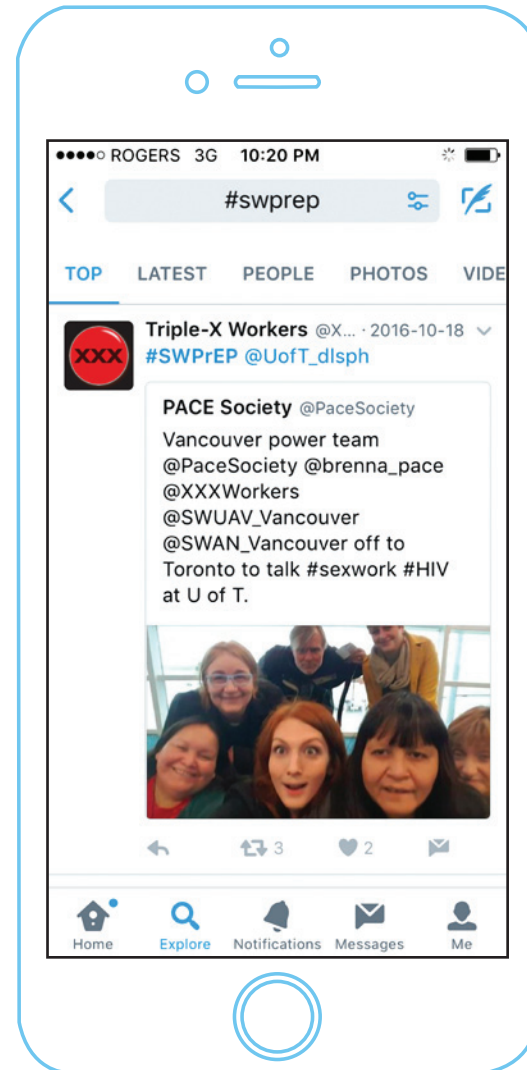 ROGERS 3G 10:20 PM
#swprep
TOP LATEST PEOPLE PHOTOS VIDE
XXX
Triple-X Workers @X... · 2016-10-18
#SWPrEP @UofT_dlsph
PACE Society @PaceSociety
Vancouver power team
@PaceSociety @brenna_pace
@XXXWorkers
@SWUAV_Vancouver
@SWAN_Vancouver off to
Toronto to talk #sexwork #HIV
at U of T.
3 2
Home Explore Notifications Messages Me